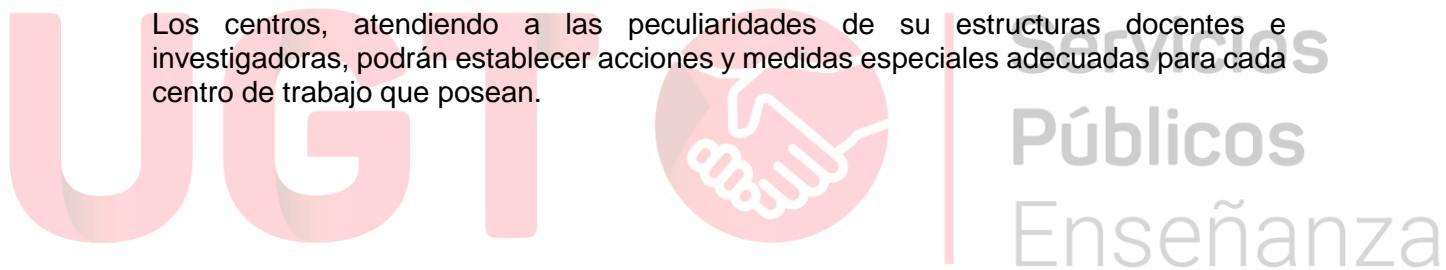 Los centros, atendiendo a las peculiaridades de su estructuras docentes e
investigadoras, podrán establecer acciones y medidas especiales adecuadas para cada
centro de trabajo que posean.
UGT
Servicios
Públicos
Enseñanza